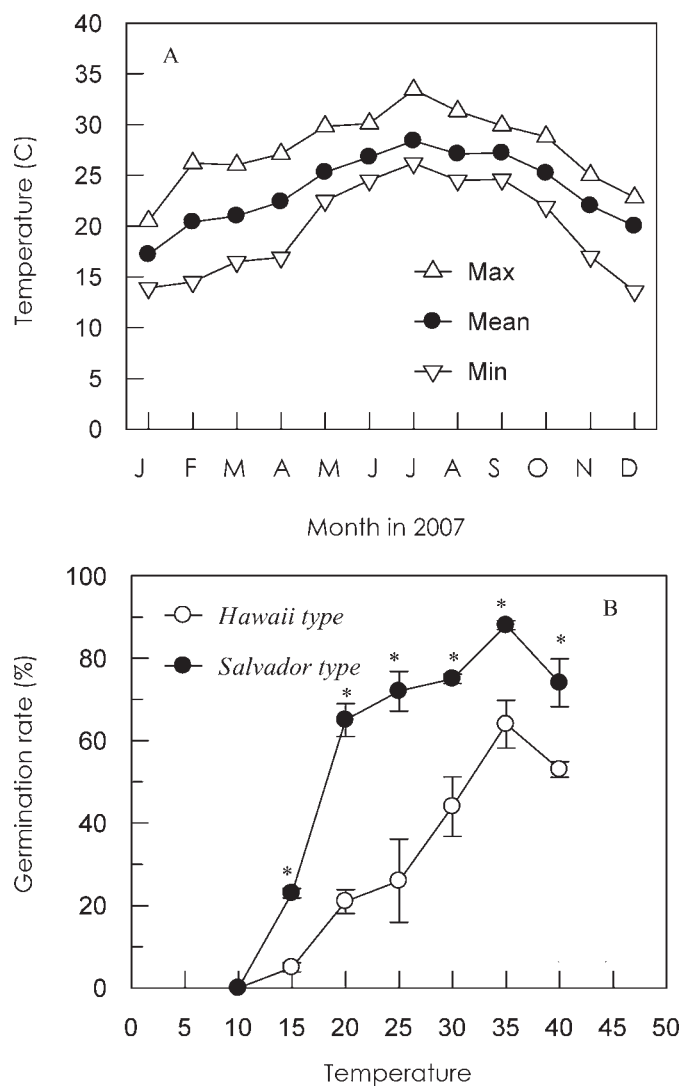 Temperature (C)
40
35
30
25
20
15
10
5
0
A
Max
Mean
Min
J F M A M J J A S O N D
Month in 2007
Germination rate (%)
100
80
60
40
20
0
B
Hawaii type
Salvador type
* * * * * *
0 5 10 15 20 25 30 35 40 45 50
Temperature